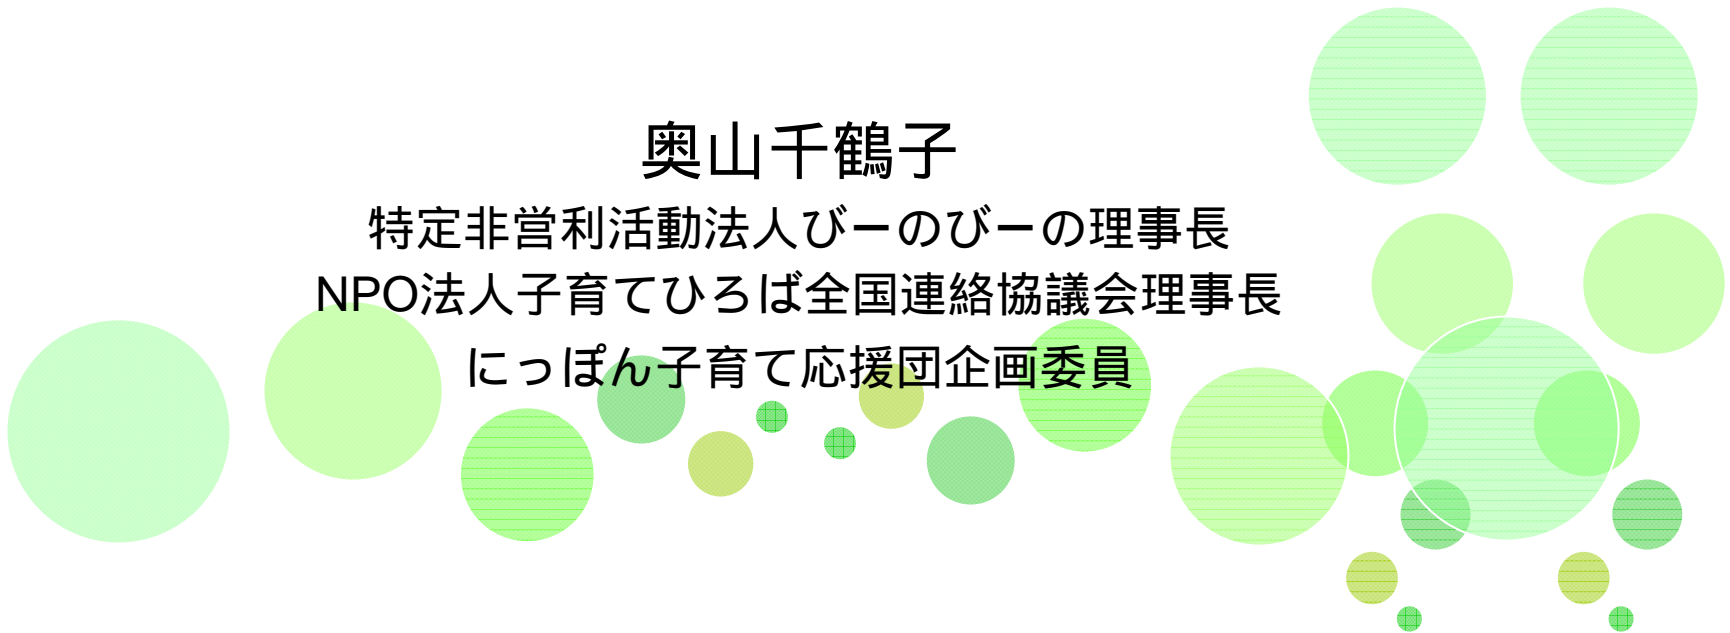 奥山千鶴子
特定非営利活動法人びーのびーの理事長
NPO法人子育てひろば全国連絡協議会理事長
にっぽん子育て応援団企画委員